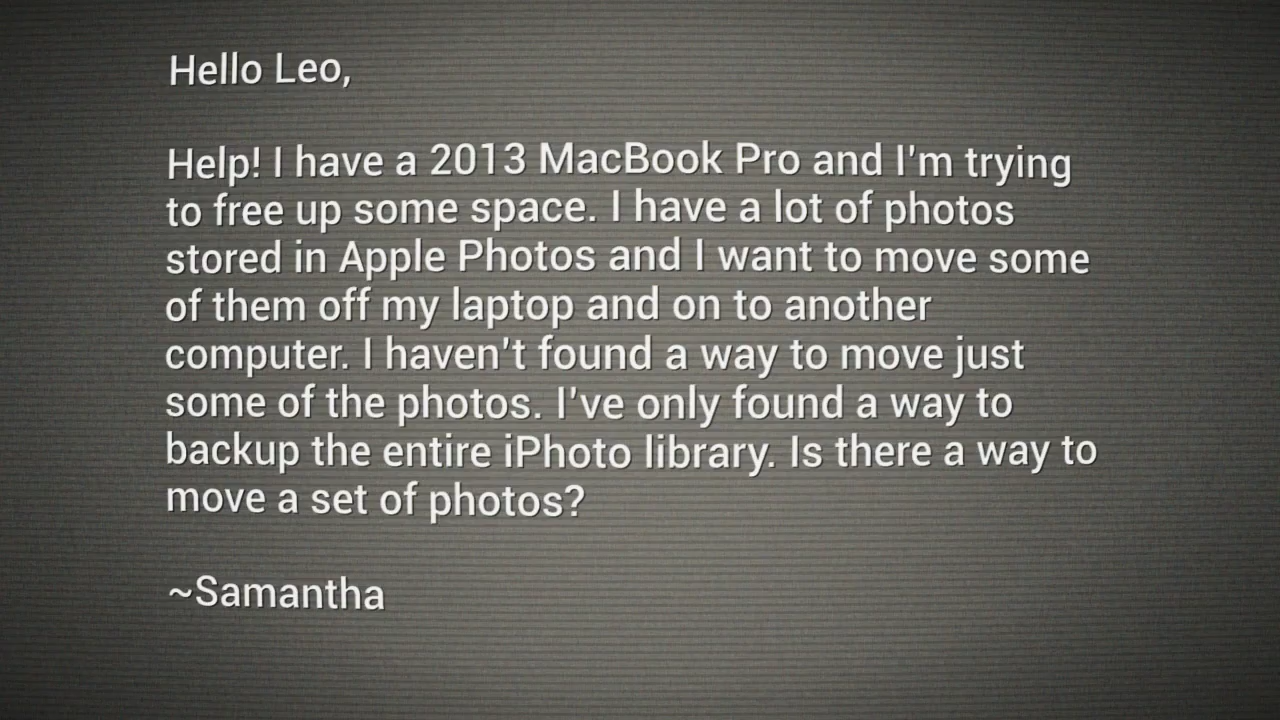 Hello Leo,
Help! I have a 2013 MacBook Pro and I'm trying
to free up some space. I have a lot of photos
stored in Apple Photos and I want to move some
of them off my laptop and on to another
computer. I haven't found a way to move just
some of the photos. I've only found a way to
backup the entire iPhoto library. Is there a way to
move a set of photos?
~Samantha